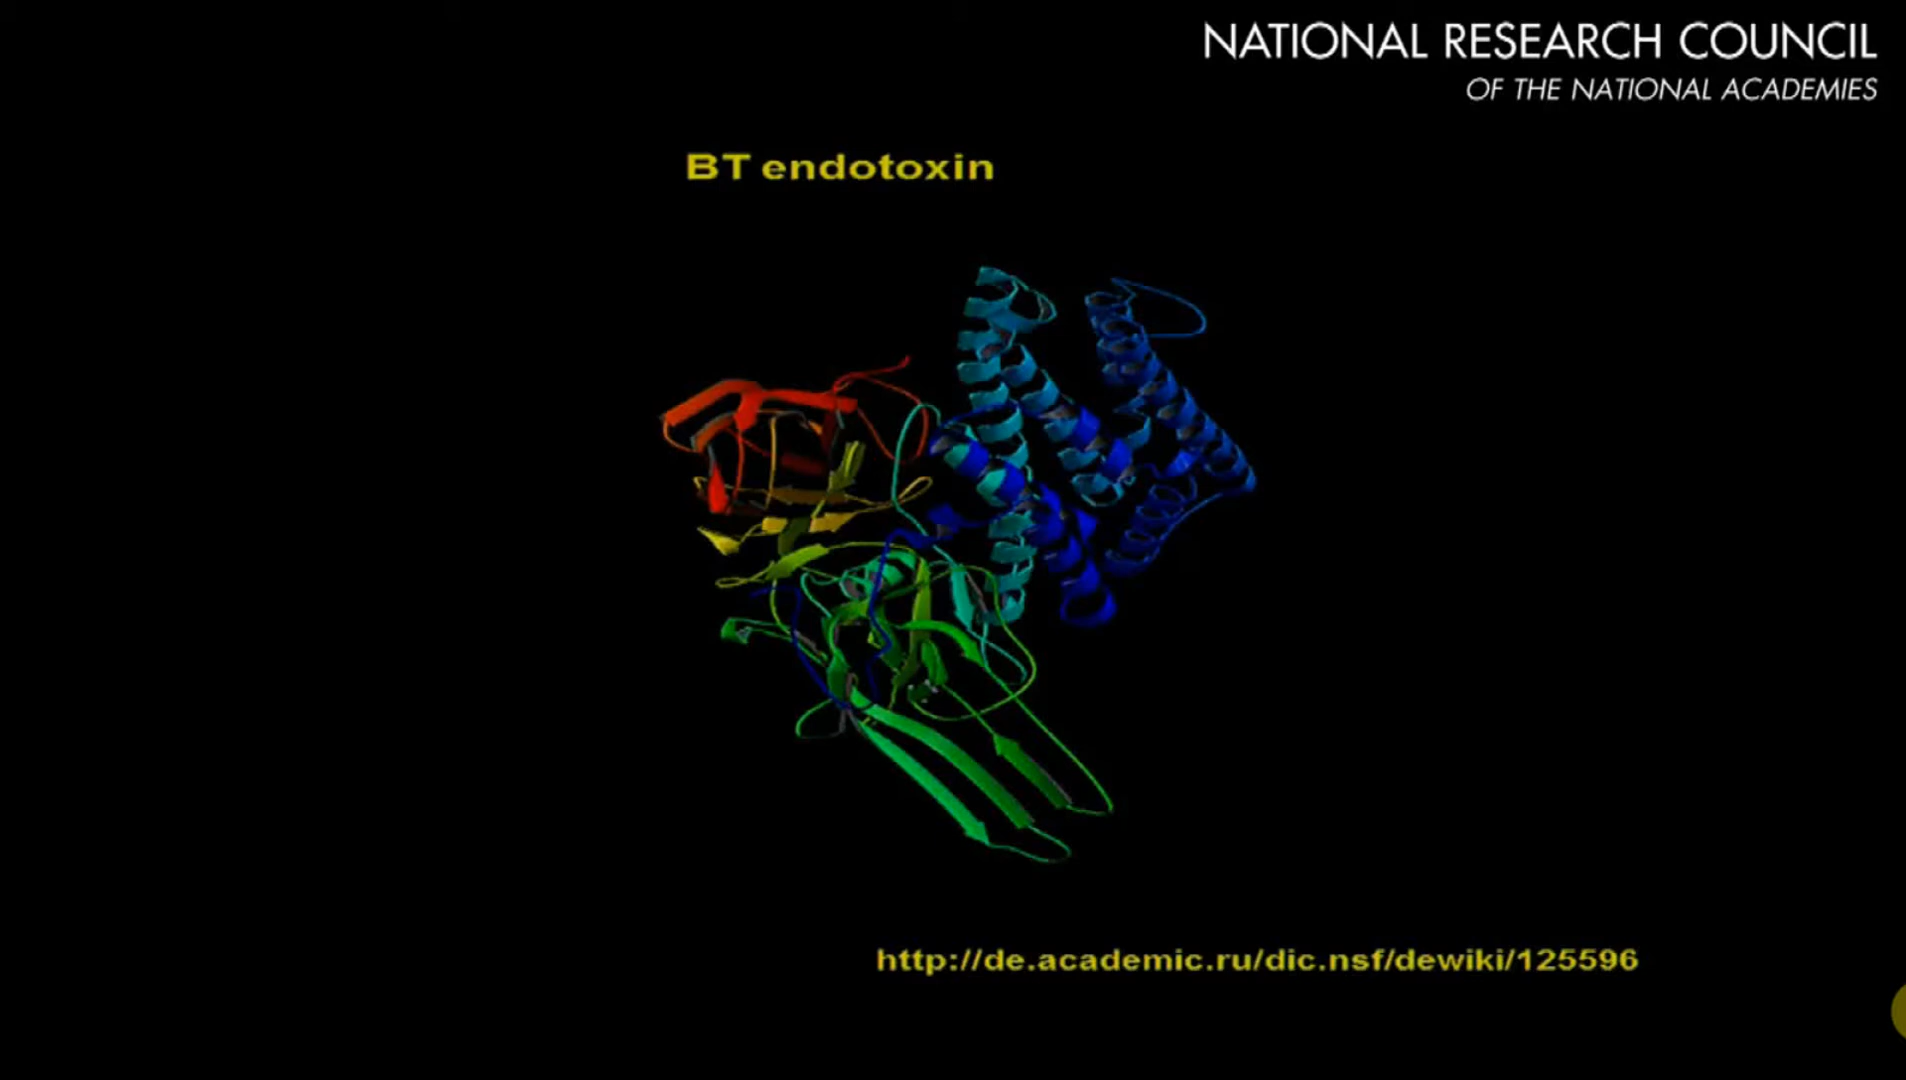 NATIONAL RESEARCH COUNCIL
OF THE NATIONAL ACADEMIES
BT endotoxin
http://de.academic.ru/dic.nsf/dewiki/125596